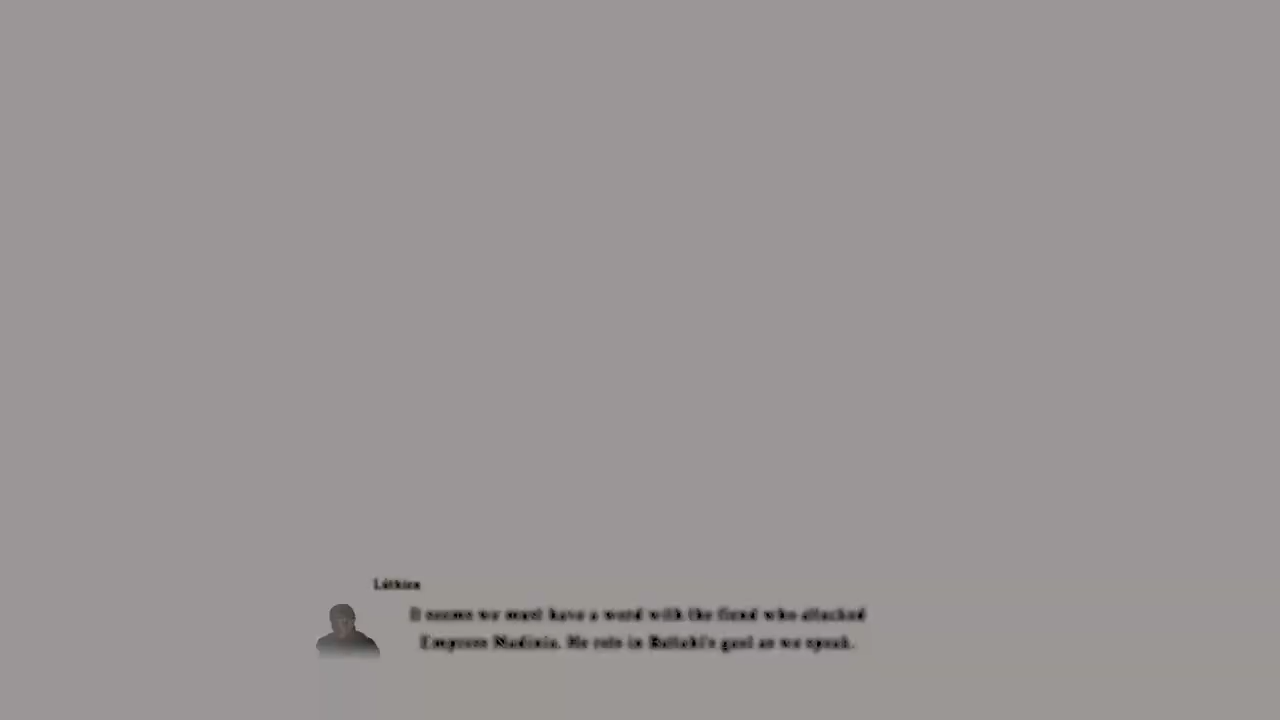 It seems we must have a word with the fiend who attacked
Empress Nadinia. He rots in gaol as we speak.